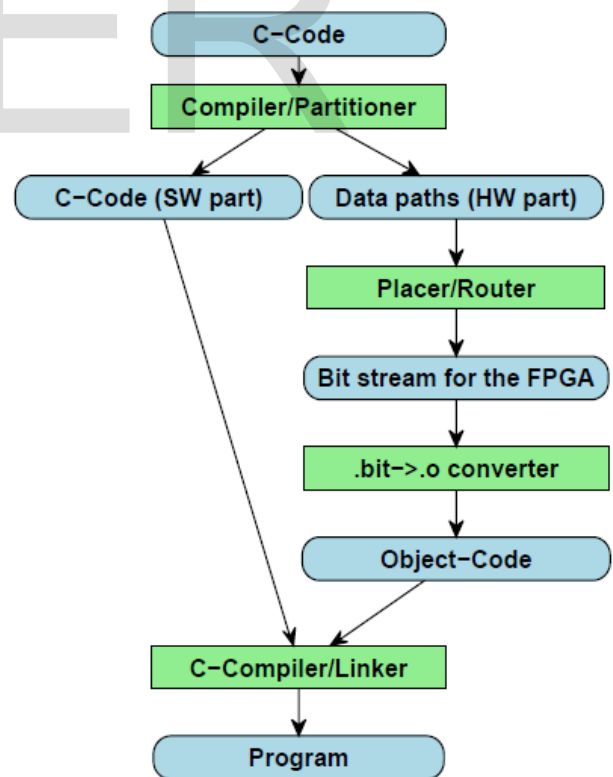 ER
C−Code
Compiler/Partitioner
C−Code (SW part)
Data paths (HW part)
Placer/Router
Bit stream for the FPGA
.bit−>.o converter
Object−Code
C−Compiler/Linker
Program